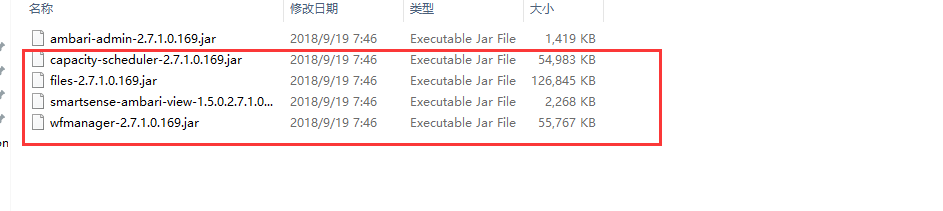 名称 修改日期 类型 大小
ambari-admin-2.7.1.0.169.jar 2018/9/19 7:46 Executable Jar File 1,419 KB
capacity-scheduler-2.7.1.0.169.jar 2018/9/19 7:46 Executable Jar File 54,983 KB
files-2.7.1.0.169.jar 2018/9/19 7:46 Executable Jar File 126,845 KB
smartsense-ambari-view-1.5.0.2.7.1.0... 2018/9/19 7:46 Executable Jar File 2,268 KB
wfmanager-2.7.1.0.169.jar 2018/9/19 7:46 Executable Jar File 55,767 KB